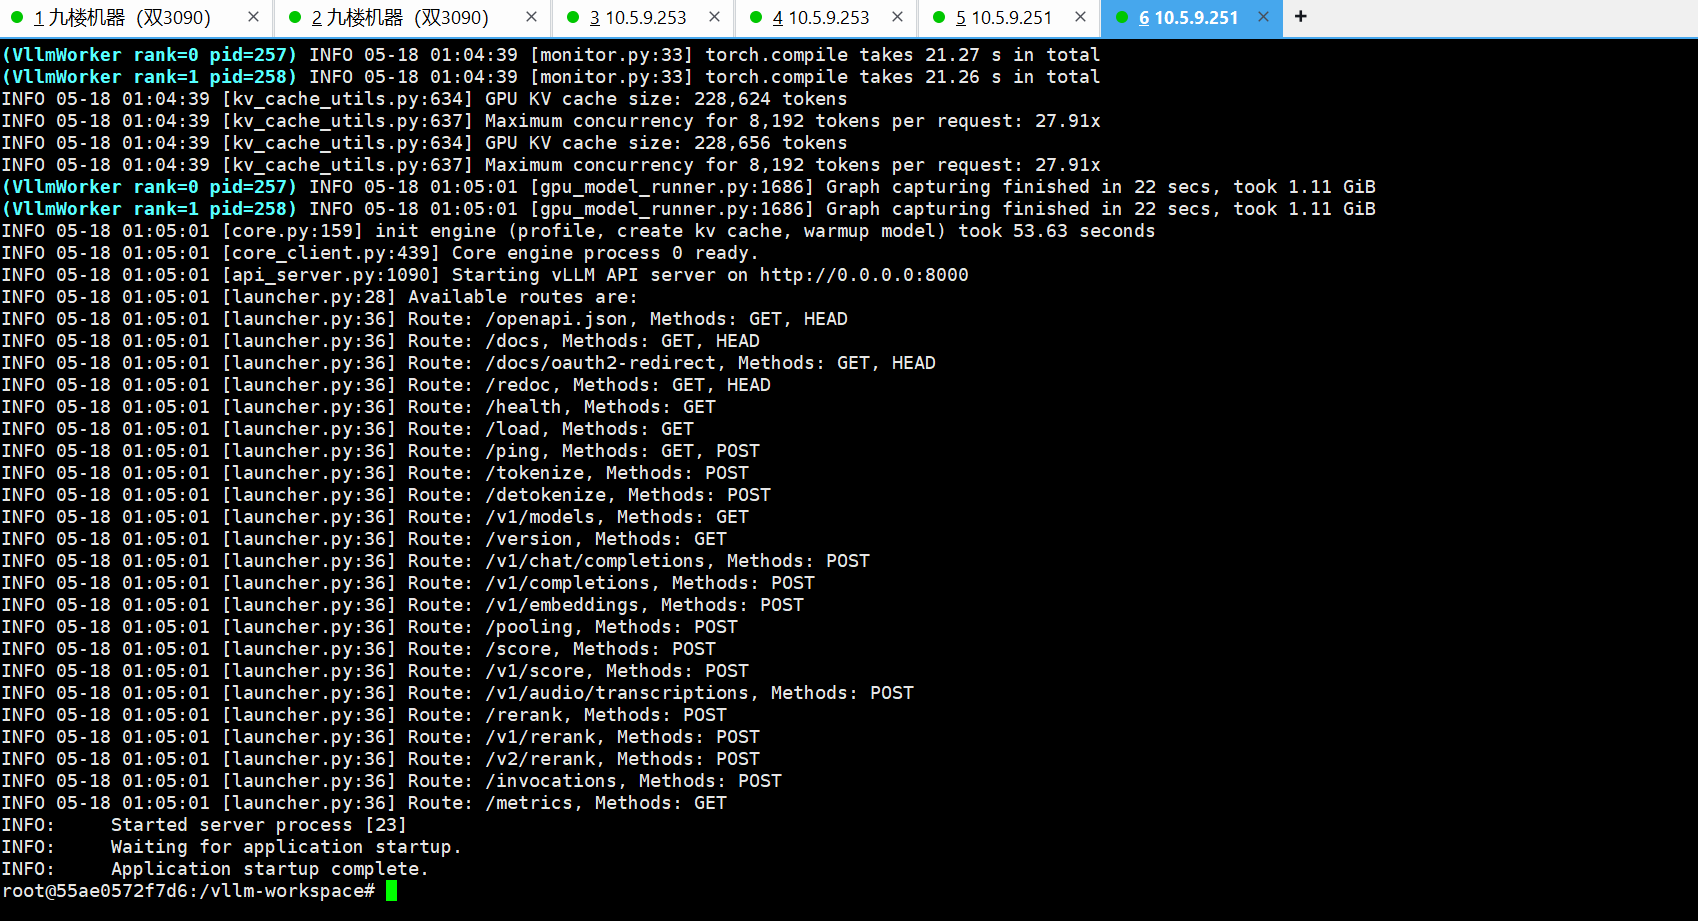 1 九楼机器（双3090） × 2 九楼机器（双3090） × 3 10.5.9.253 × 4 10.5.9.253 × 5 10.5.9.251 × 6 10.5.9.251 × +
(VllmWorker rank=0 pid=257) INFO 05-18 01:04:39 [monitor.py:33] torch.compile takes 21.27 s in total
(VllmWorker rank=1 pid=258) INFO 05-18 01:04:39 [monitor.py:33] torch.compile takes 21.26 s in total
INFO 05-18 01:04:39 [kv_cache_utils.py:634] GPU KV cache size: 228,624 tokens
INFO 05-18 01:04:39 [kv_cache_utils.py:637] Maximum concurrency for 8,192 tokens per request: 27.91x
INFO 05-18 01:04:39 [kv_cache_utils.py:634] GPU KV cache size: 228,656 tokens
INFO 05-18 01:04:39 [kv_cache_utils.py:637] Maximum concurrency for 8,192 tokens per request: 27.91x
(VllmWorker rank=0 pid=257) INFO 05-18 01:05:01 [gpu_model_runner.py:1686] Graph capturing finished in 22 secs, took 1.11 GiB
(VllmWorker rank=1 pid=258) INFO 05-18 01:05:01 [gpu_model_runner.py:1686] Graph capturing finished in 22 secs, took 1.11 GiB
INFO 05-18 01:05:01 [core.py:159] init engine (profile, create kv cache, warmup model) took 53.63 seconds
INFO 05-18 01:05:01 [core_client.py:439] Core engine process 0 ready.
INFO 05-18 01:05:01 [api_server.py:1090] Starting vLLM API server on http://0.0.0.0:8000
INFO 05-18 01:05:01 [launcher.py:28] Available routes are:
INFO 05-18 01:05:01 [launcher.py:36] Route: /openapi.json, Methods: GET, HEAD
INFO 05-18 01:05:01 [launcher.py:36] Route: /docs, Methods: GET, HEAD
INFO 05-18 01:05:01 [launcher.py:36] Route: /docs/oauth2-redirect, Methods: GET, HEAD
INFO 05-18 01:05:01 [launcher.py:36] Route: /redoc, Methods: GET, HEAD
INFO 05-18 01:05:01 [launcher.py:36] Route: /health, Methods: GET
INFO 05-18 01:05:01 [launcher.py:36] Route: /load, Methods: GET
INFO 05-18 01:05:01 [launcher.py:36] Route: /ping, Methods: GET, POST
INFO 05-18 01:05:01 [launcher.py:36] Route: /tokenize, Methods: POST
INFO 05-18 01:05:01 [launcher.py:36] Route: /detokenize, Methods: POST
INFO 05-18 01:05:01 [launcher.py:36] Route: /v1/models, Methods: GET
INFO 05-18 01:05:01 [launcher.py:36] Route: /version, Methods: GET
INFO 05-18 01:05:01 [launcher.py:36] Route: /v1/chat/completions, Methods: POST
INFO 05-18 01:05:01 [launcher.py:36] Route: /v1/completions, Methods: POST
INFO 05-18 01:05:01 [launcher.py:36] Route: /v1/embeddings, Methods: POST
INFO 05-18 01:05:01 [launcher.py:36] Route: /pooling, Methods: POST
INFO 05-18 01:05:01 [launcher.py:36] Route: /score, Methods: POST
INFO 05-18 01:05:01 [launcher.py:36] Route: /v1/score, Methods: POST
INFO 05-18 01:05:01 [launcher.py:36] Route: /v1/audio/transcriptions, Methods: POST
INFO 05-18 01:05:01 [launcher.py:36] Route: /rerank, Methods: POST
INFO 05-18 01:05:01 [launcher.py:36] Route: /v1/rerank, Methods: POST
INFO 05-18 01:05:01 [launcher.py:36] Route: /v2/rerank, Methods: POST
INFO 05-18 01:05:01 [launcher.py:36] Route: /invocations, Methods: POST
INFO 05-18 01:05:01 [launcher.py:36] Route: /metrics, Methods: GET
INFO:     Started server process [23]
INFO:     Waiting for application startup.
INFO:     Application startup complete.
root@55ae0572f7d6:/vllm-workspace#